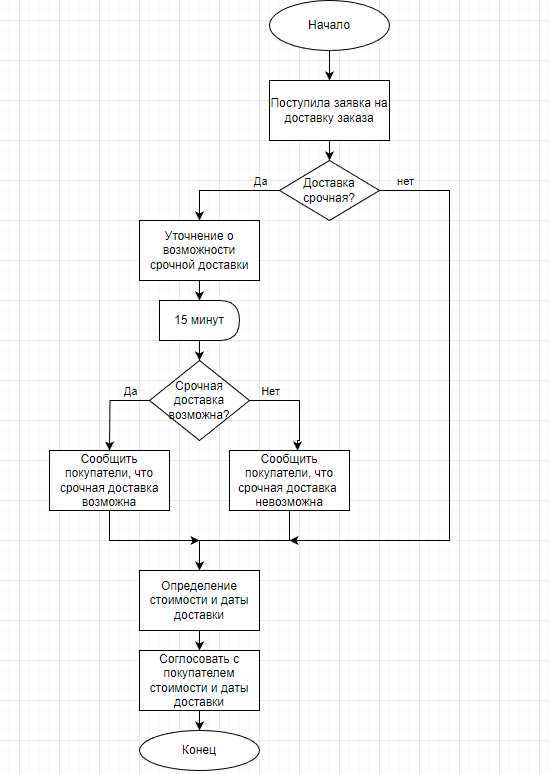 Начало
Поступила заявка на
доставку заказа
Да
Доставка
срочная?
нет
Уточнение о
возможности
срочной доставки
15 минут
Да
Срочная
доставка
возможна?
Нет
Сообщить
покупатели, что
срочная доставка
возможна
Сообщить
покупатели, что
срочная доставка
невозможна
Определение
стоимости и даты
доставки
Соглосовать с
покупателем
стоимости и даты
доставки
Конец